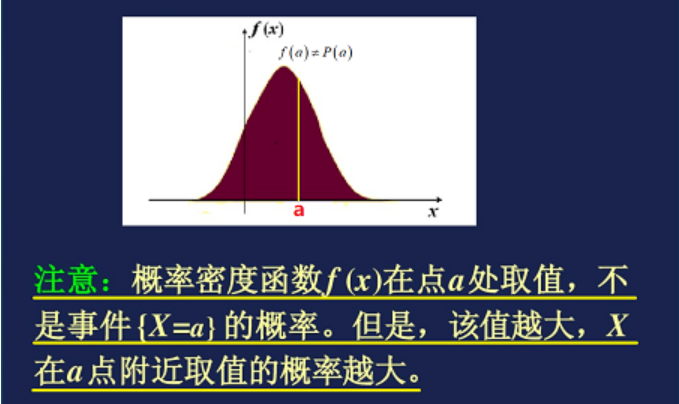 f (x)
f(a)≠P(a)
a
x
注意：概率密度函数f (x)在点a处取值，不
是事件{X=a}的概率。但是，该值越大，X
在a点附近取值的概率越大。